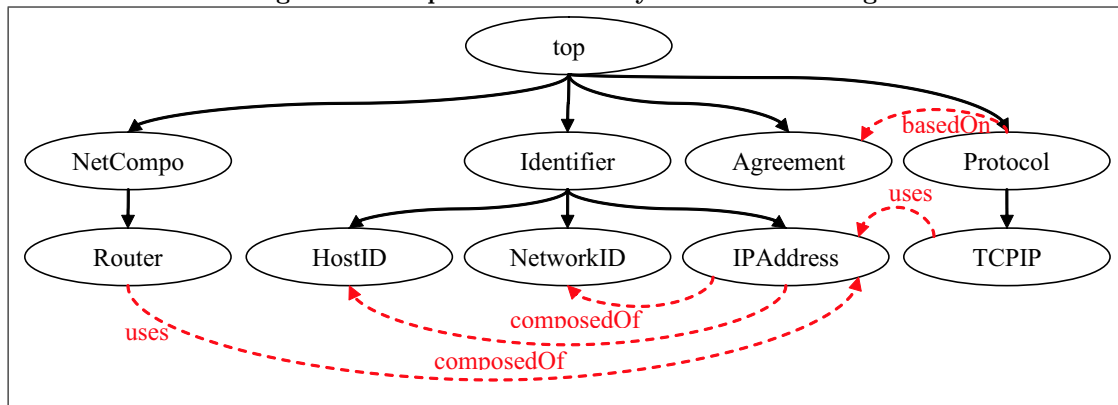 top
basedOn
NetCompo
Identifier
Agreement
Protocol
uses
Router
HostID
NetworkID
IPAddress
TCPIP
composedOf
uses
composedOf